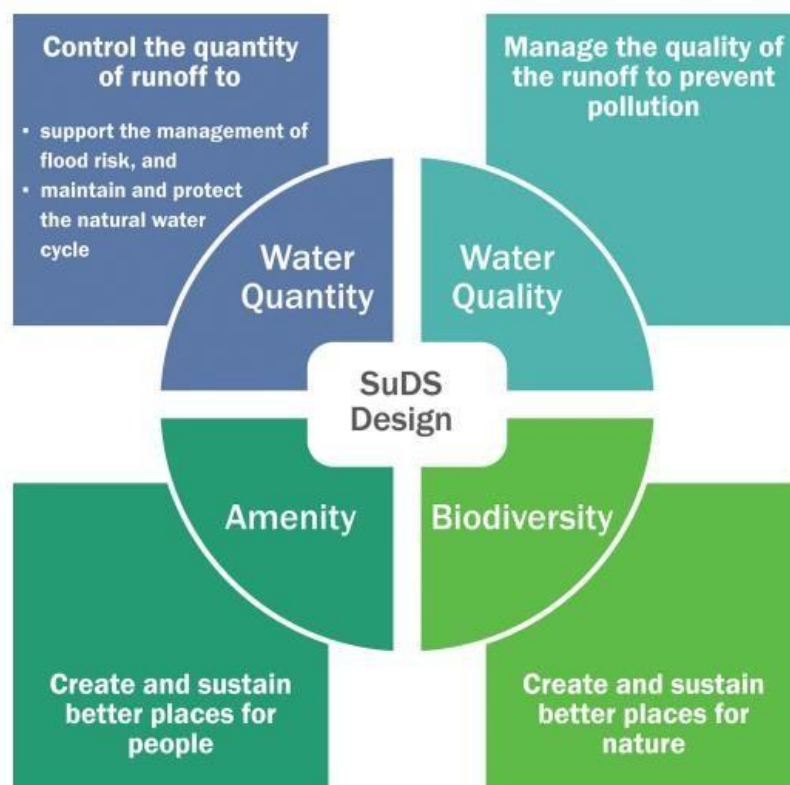 Control the quantity
of runoff to
• support the management of
flood risk, and
• maintain and protect
the natural water
cycle
Manage the quality of
the runoff to prevent
pollution
Water
Quantity
Water
Quality
SuDS
Design
Amenity
Biodiversity
Create and sustain
better places for
people
Create and sustain
better places for
nature